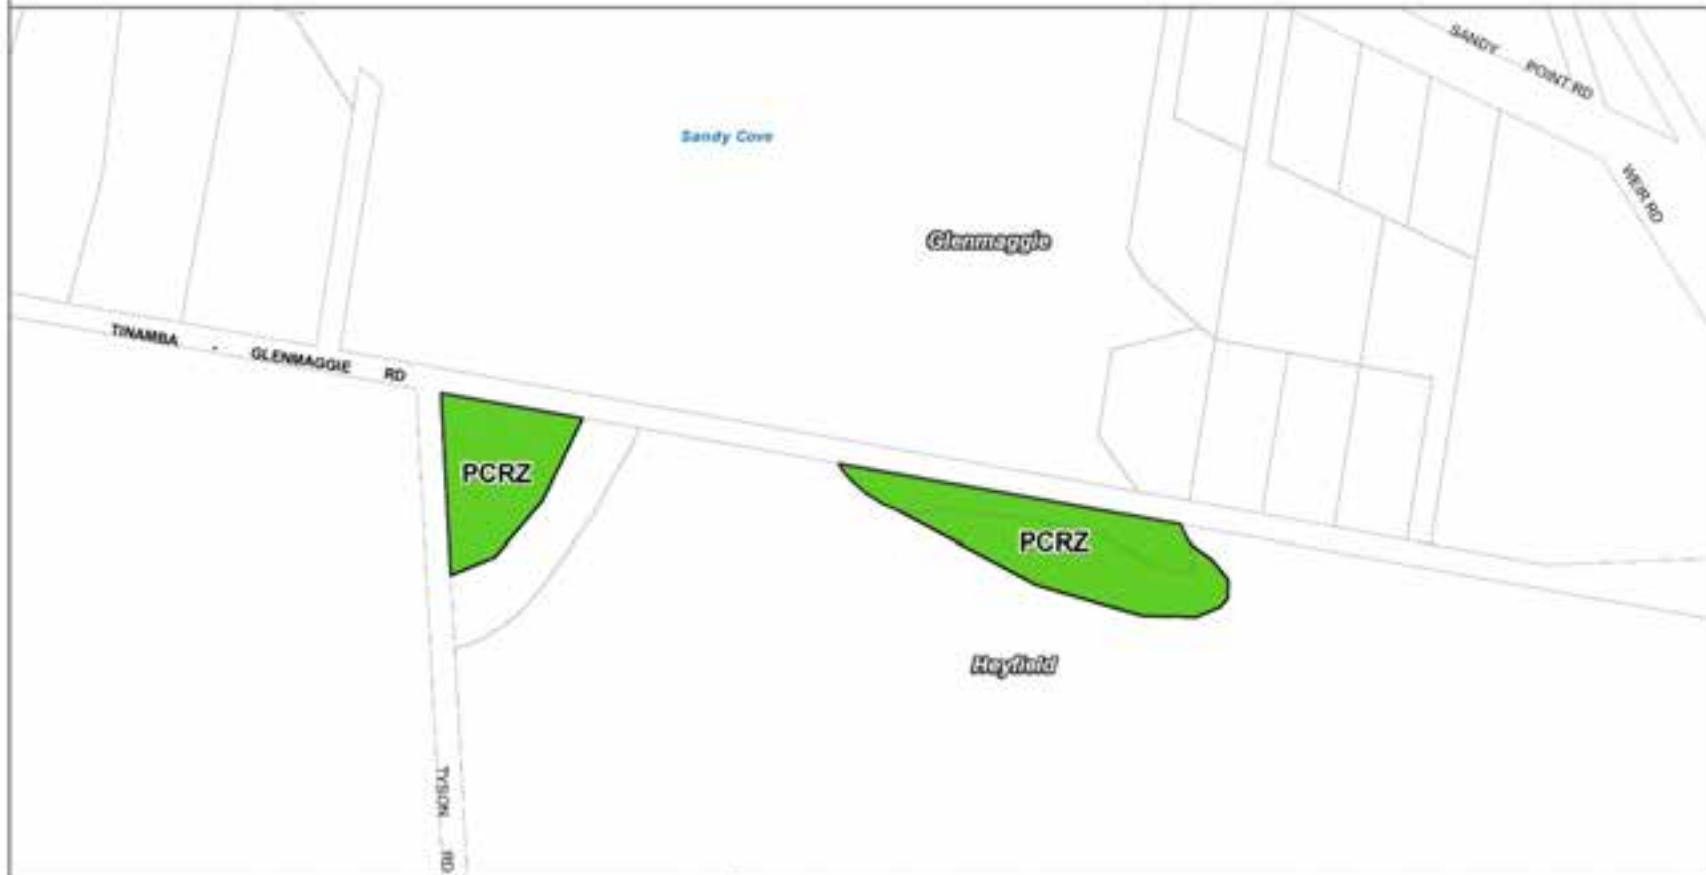 SANDY POINT RD
Sandy Cove
WEIR RD
Glenmaggie
TINAMBA - GLENMAGGIE RD
PCRZ
PCRZ
Heyfield
TYSON RD